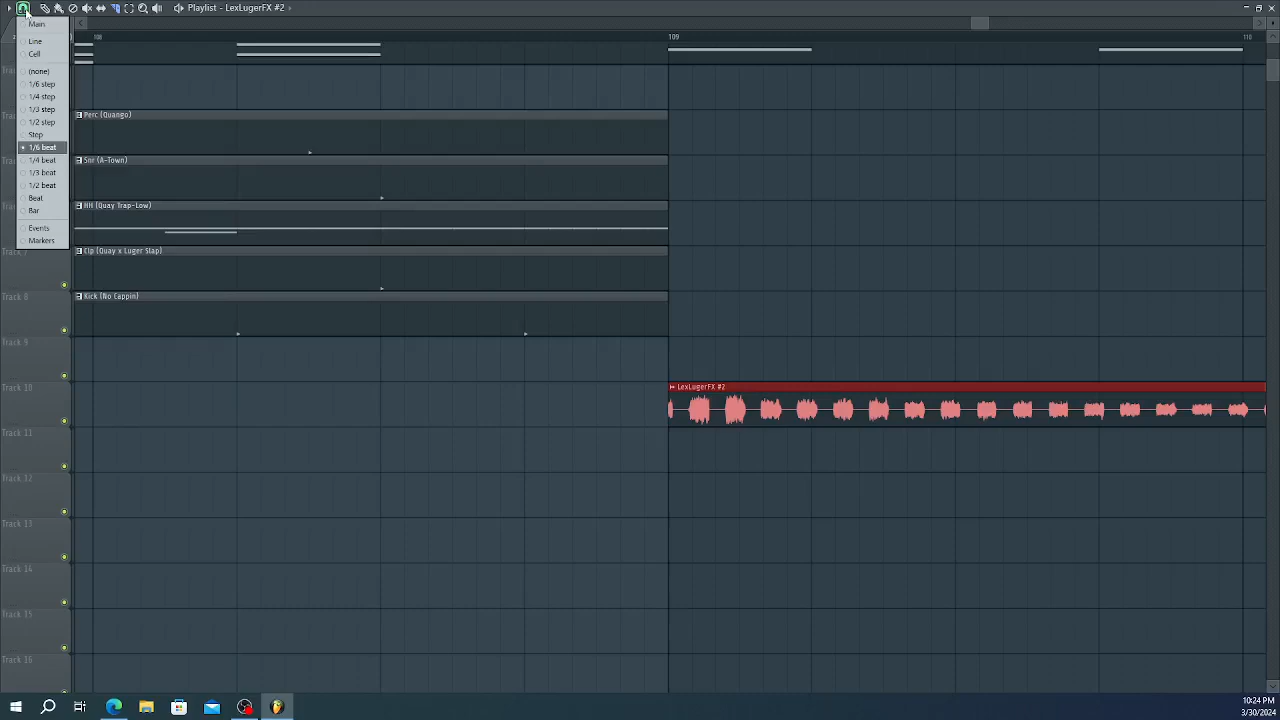 Playlist - LexLugerFX #2
Main
Line
Cell
(none)
1/6 step
1/4 step
1/3 step
1/2 step
Step
1/6 beat
1/4 beat
1/3 beat
1/2 beat
Beat
Bar
Events
Markers
108
109
110
Perc (Quango)
Snr (A-Town)
HH (Quay Trap-Low)
Clp (Quay x Luger Slap)
Kick (No Cappin)
LexLugerFX #2
Track 8
Track 9
Track 10
Track 11
Track 12
Track 13
Track 14
Track 15
Track 16
10:24 PM
3/30/2024